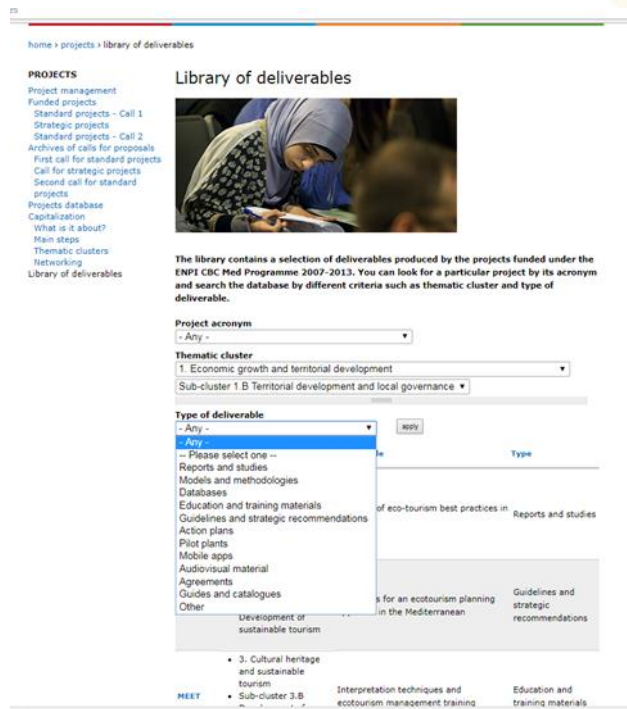 home › projects › library of deliverables
PROJECTS
Project management
Funded projects
Standard projects - Call 1
Strategic projects
Standard projects - Call 2
Archives of calls for proposals
First call for standard projects
Call for strategic projects
Second call for standard
projects
Projects database
Capitalization
What is it about?
Main steps
Thematic clusters
Networking
Library of deliverables
Library of deliverables
The library contains a selection of deliverables produced by the projects funded under the
ENPI CBC Med Programme 2007-2013. You can look for a particular project by its acronym
and search the database by different criteria such as thematic cluster and type of
deliverable.
Project acronym
- Any -
Thematic cluster
1. Economic growth and territorial development
Sub-cluster 1.B Territorial development and local governance
Type of deliverable
- Any -
apply
- Any -
-- Please select one --
Reports and studies
Models and methodologies
Databases
Education and training materials
Guidelines and strategic recommendations
Action plans
Pilot plants
Mobile apps
Audiovisual material
Agreements
Guides and catalogues
Other
Type
of eco-tourism best practices in
Reports and studies
for an ecotourism planning
in the Mediterranean
Guidelines and
strategic
recommendations
Development of
sustainable tourism
• 3. Cultural heritage
and sustainable
tourism
• Sub-cluster 3.B
MEET
Interpretation techniques and
ecotourism management training
Education and
training materials